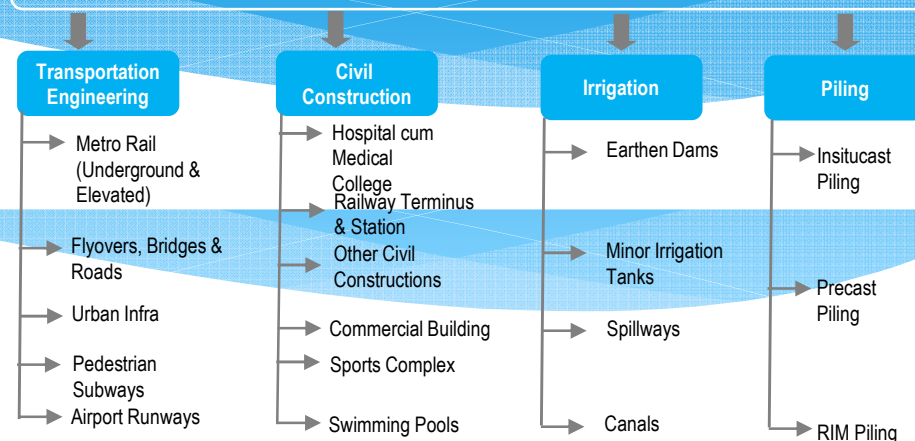 Transportation
Engineering
Metro Rail
(Underground &
Elevated)
Flyovers, Bridges &
Roads
Urban Infra
Pedestrian
Subways
Airport Runways
Civil
Construction
Hospital cum
Medical
College
Railway Terminus
& Station
Other Civil
Constructions
Commercial Building
Sports Complex
Swimming Pools
Irrigation
Earthen Dams
Minor Irrigation
Tanks
Spillways
Canals
Piling
Insitucast
Piling
Precast
Piling
RIM Piling